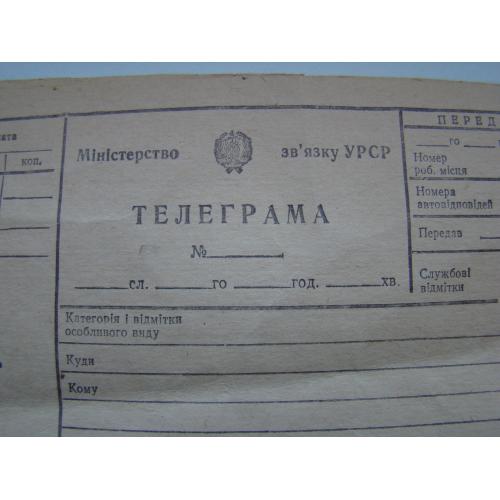 ата
коп.
Міністерство зв'язку УРСР
ТЕЛЕГРАМА
№
сл. го год. хв.
Категорія і відмітки
особливого виду
Куди
Кому
ПЕРЕД
го
Номер
роб. місця
Номера
автовідповідей
Передав
Службові
відмітки